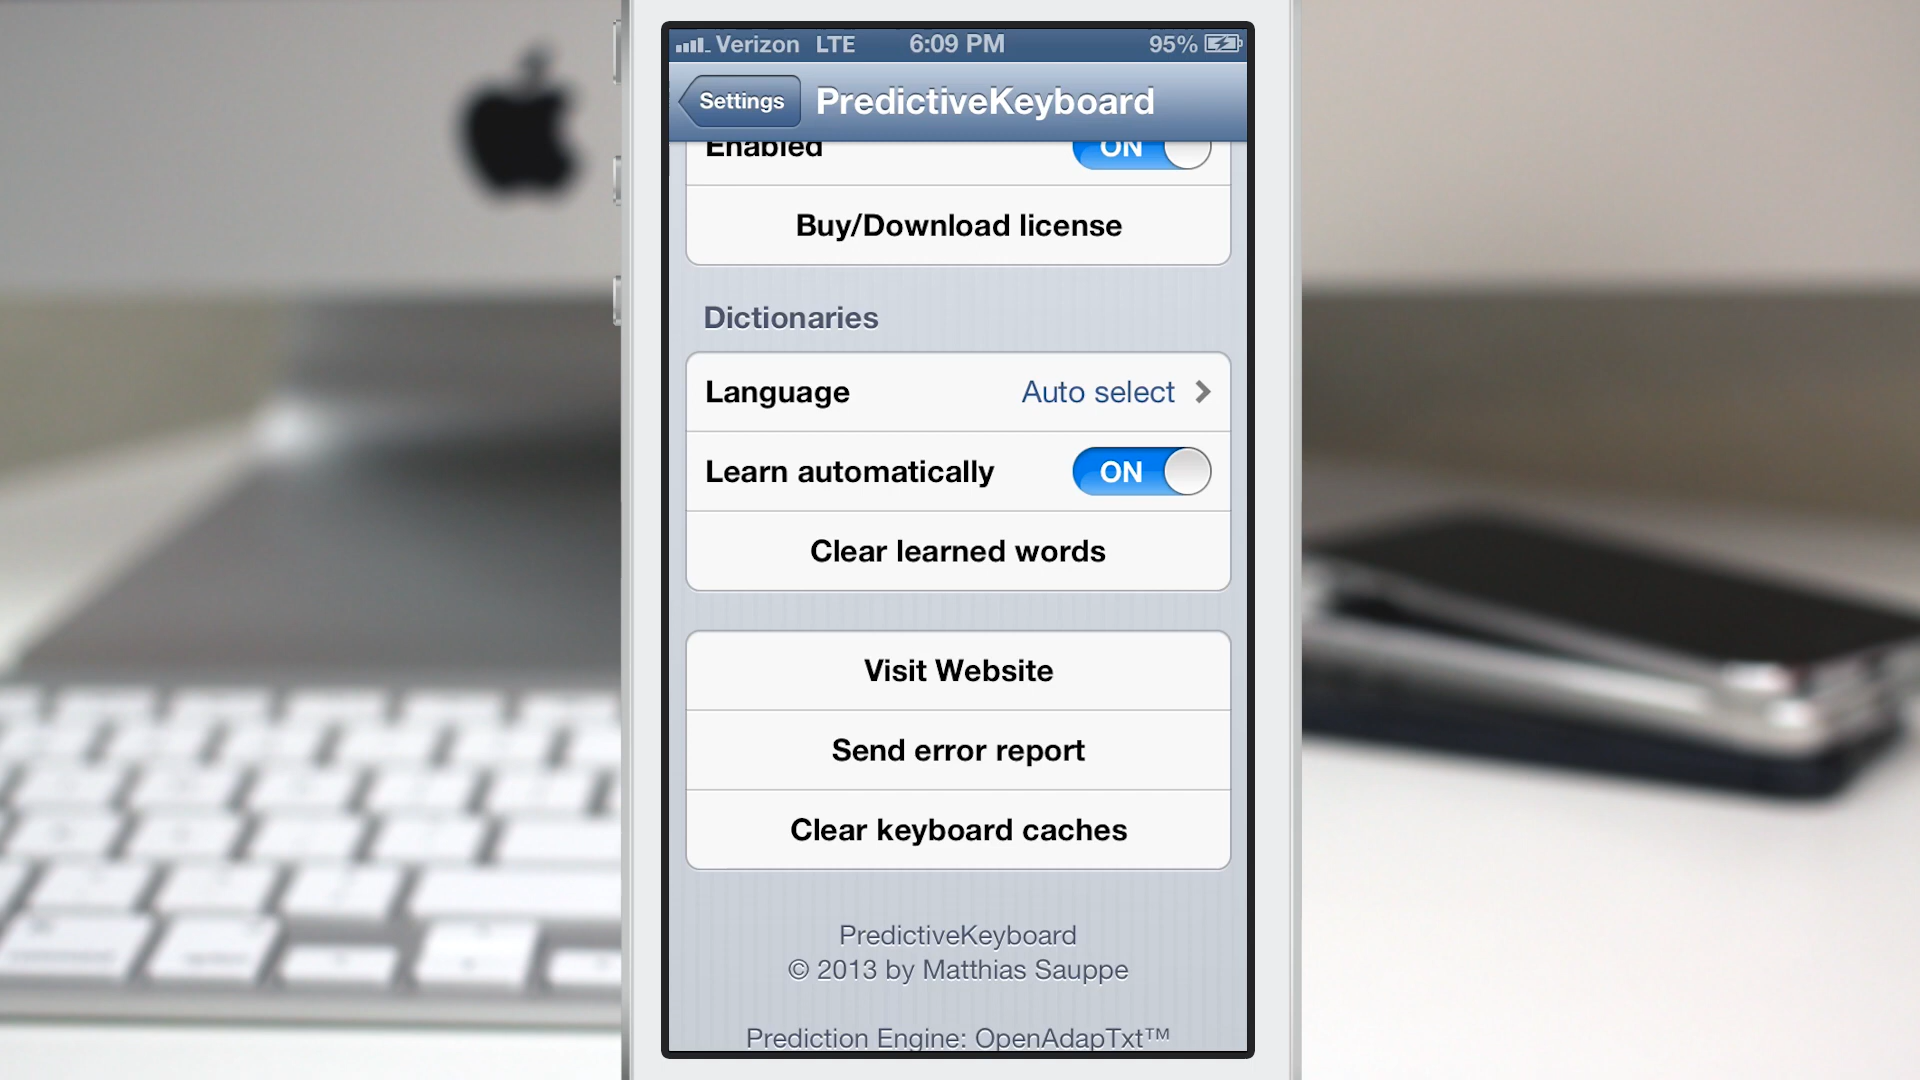 Verizon LTE 6:09 PM 95%
Settings PredictiveKeyboard
Enabled ON
Buy/Download license
Dictionaries
Language Auto select
Learn automatically ON
Clear learned words
Visit Website
Send error report
Clear keyboard caches
PredictiveKeyboard
© 2013 by Matthias Sauppe
Prediction Engine: OpenAdapTxt™